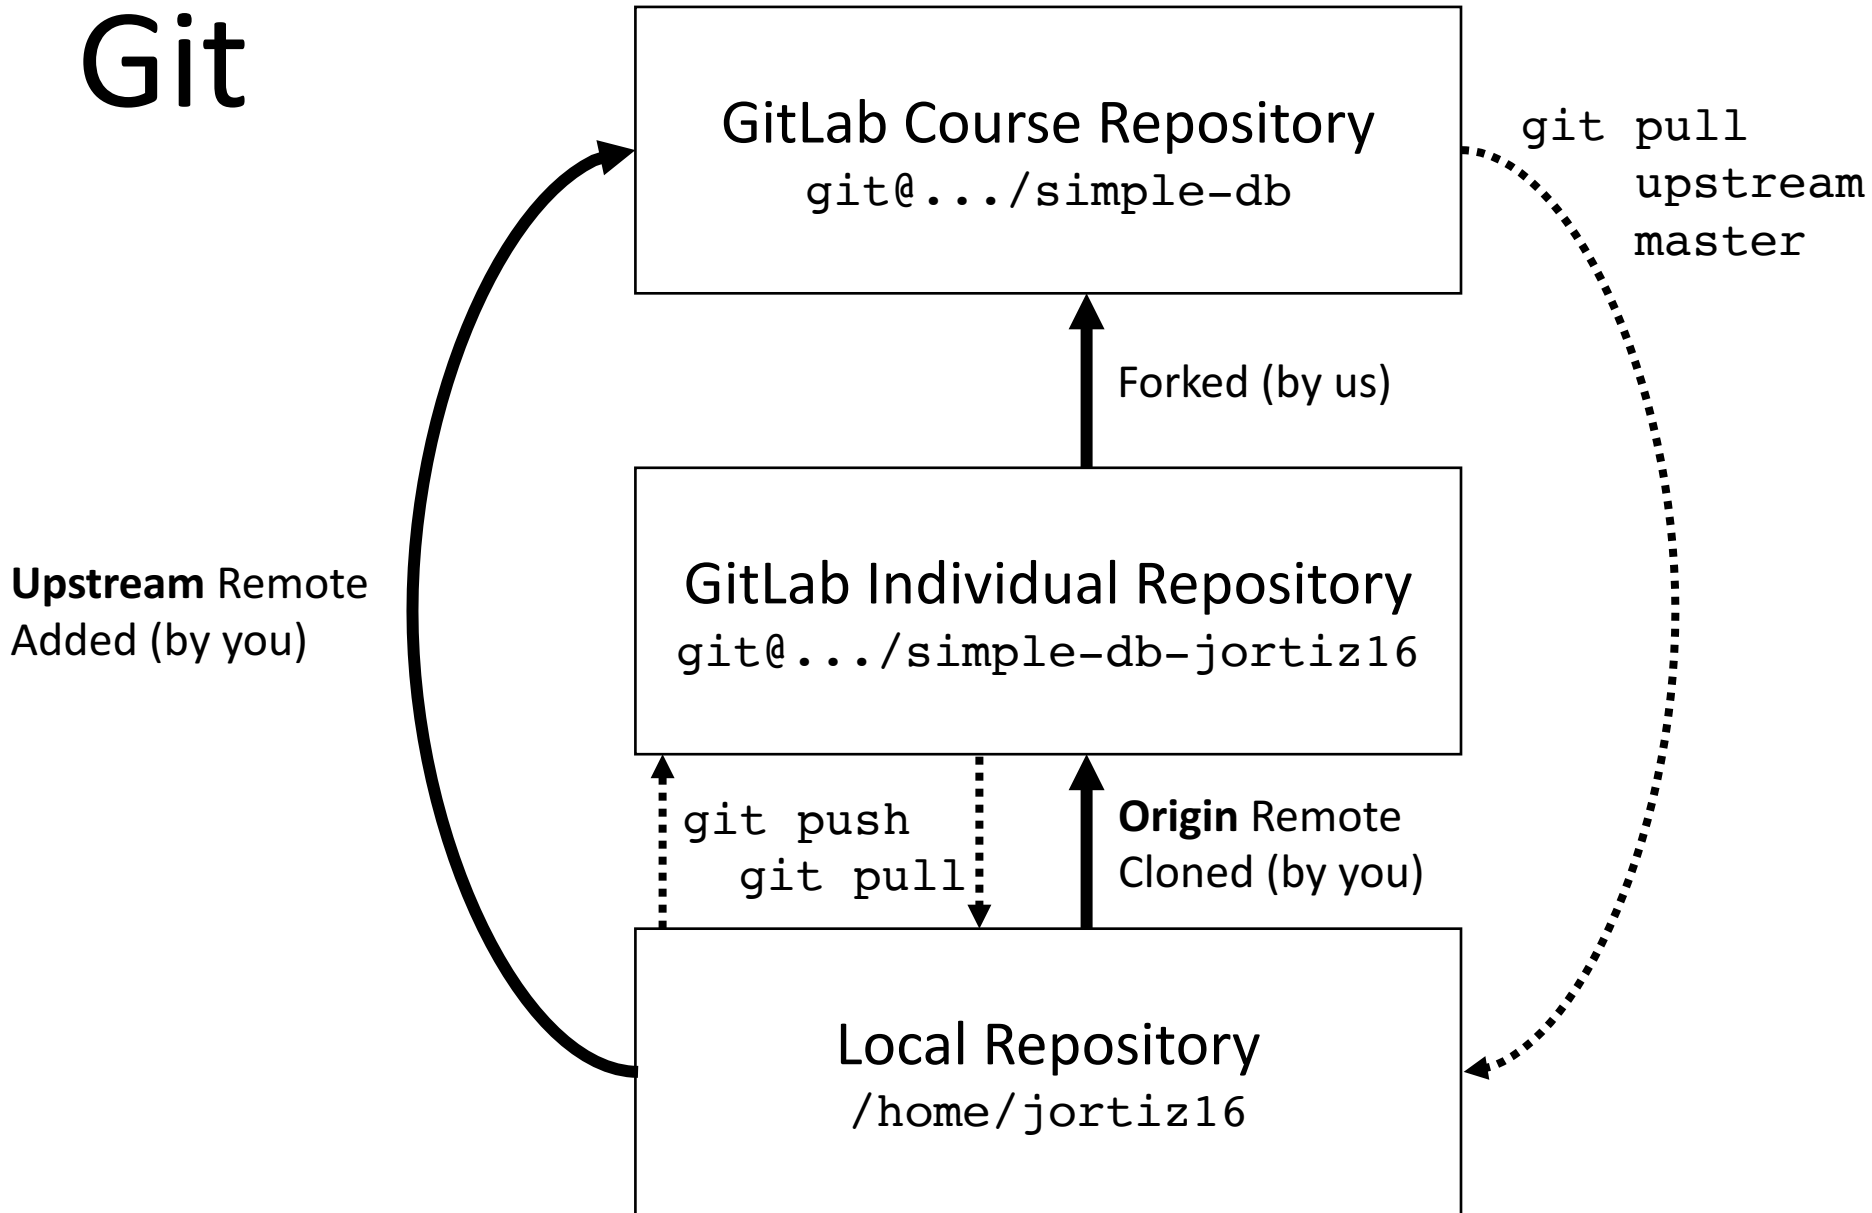 Git
GitLab Course Repository
git@.../simple-db
git pull
upstream
master
Forked (by us)
Upstream Remote
Added (by you)
GitLab Individual Repository
git@.../simple-db-jortiz16
git push
git pull
Origin Remote
Cloned (by you)
Local Repository
/home/jortiz16